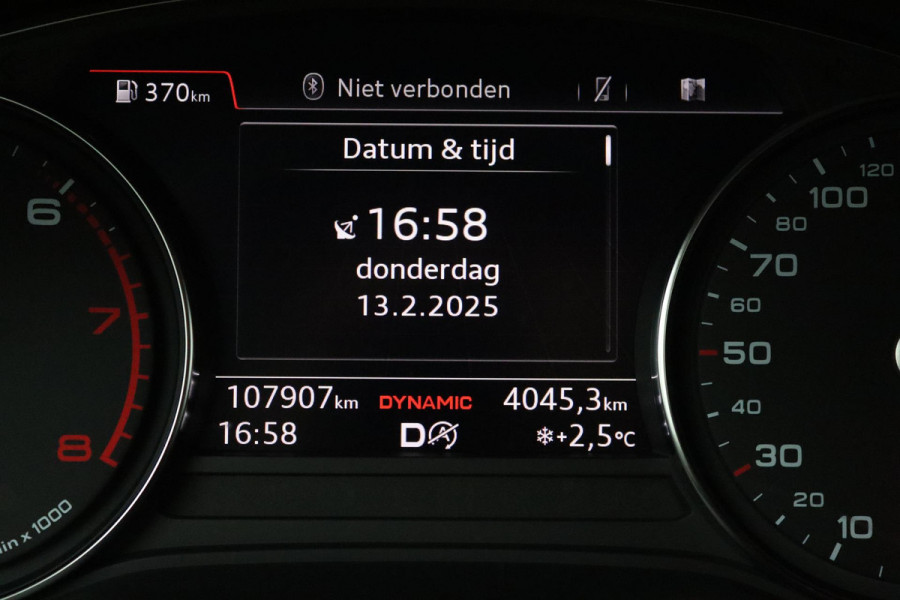 370km
Niet verbonden
Datum & tijd
16:58
donderdag
13.2.2025
107907km
DYNAMIC
4045,3km
16:58
D
+2,5°C
6
7
8
in x 1000
120
100
80
70
60
50
40
30
20
10